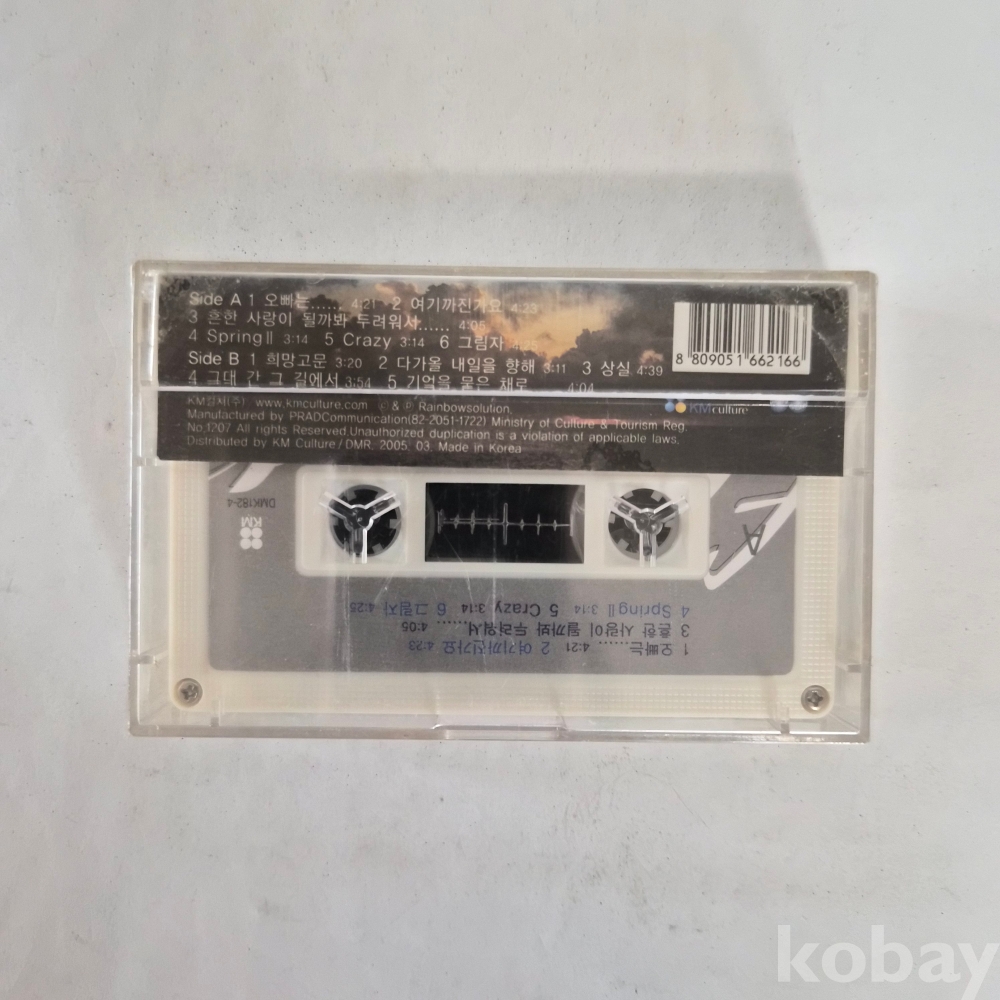 Side A 1 오빠는...... 4:21 2 여기까진가요 4:23
3 흔한 사랑이 될까봐 두려워서...... 4:05
4 SpringⅡ 3:14 5 Crazy 3:14 6 그림자 4:25
Side B 1 희망고문 3:20 2 다가올 내일을 향해 3:11 3 상실 4:39
4 그대 간 그 길에서 3:54 5 기억을 묻은 채로 4:04
8 809051 662166
KM컬쳐(주) www.kmculture.com ⓒ & ⓟ Rainbowsolution.
KMculture
Manufactured by PRADCommunication(82-2051-1722) Ministry of Culture & Tourism Reg.
No.1207 All rights Reserved.Unauthorized duplication is a violation of applicable laws.
Distributed by KM Culture/DMR, 2005. 03. Made in Korea
A
DMK182-4
KM
1 오빠는...... 4:21 2 여기까진가요 4:23
3 흔한 사랑이 될까봐 두려워서...... 4:05
4 SpringⅡ 3:14 5 Crazy 3:14 6 그림자 4:25
kobay